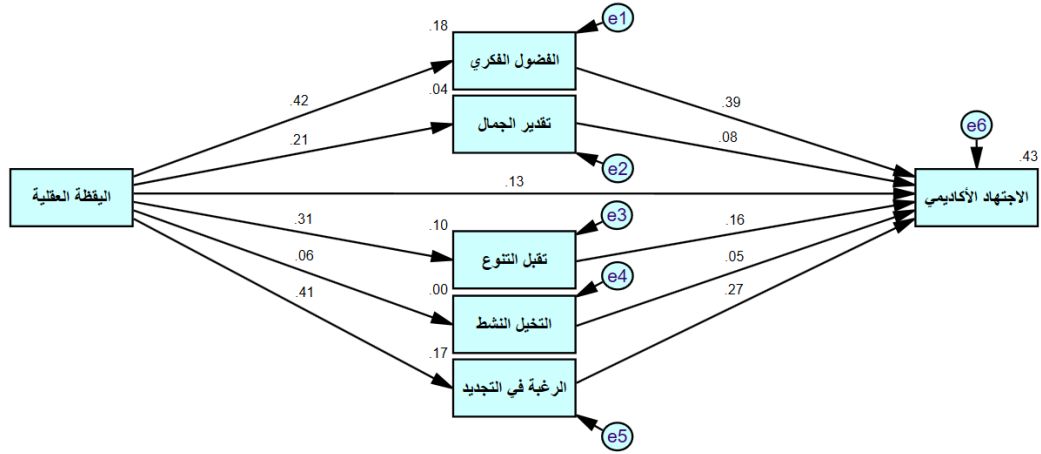 e1
.18
الفضول الفكري
.42
.39
.04
تقدير الجمال
.21
.08
e2
e6
.43
اليقظة العقلية
.13
الاجتهاد الأكاديمي
e3
.31
.10
تقبل التنوع
.16
.06
e4
.05
.00
التخيل النشط
.41
.27
.17
الرغبة في التجديد
e5